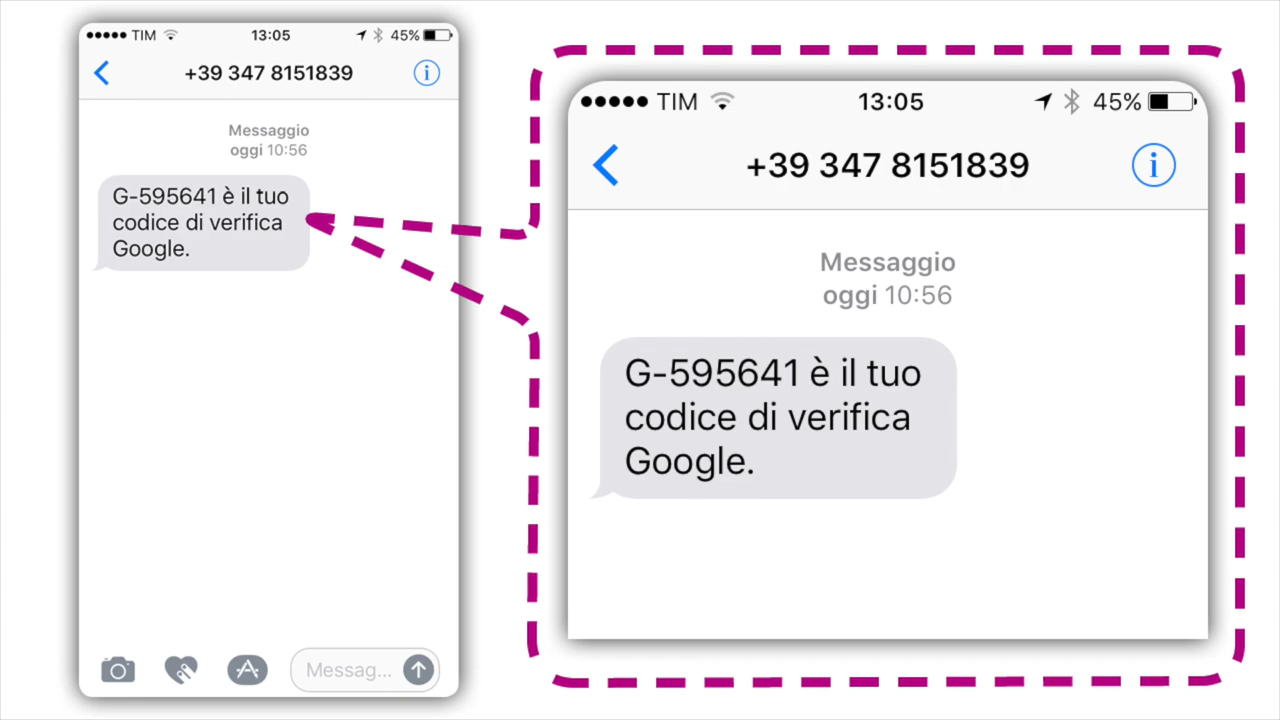 TIM 13:05 45%
+39 347 8151839
Messaggio
oggi 10:56
G-595641 è il tuo
codice di verifica
Google.
Messag...
TIM 13:05 45%
+39 347 8151839
Messaggio
oggi 10:56
G-595641 è il tuo
codice di verifica
Google.